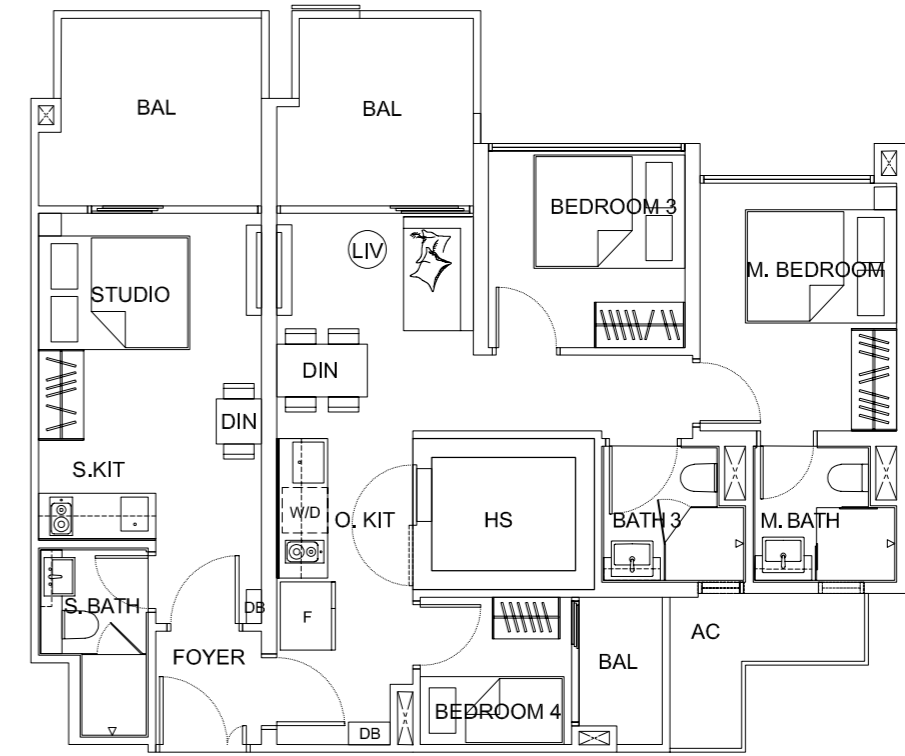 BAL
BAL
BEDROOM 3
LIV
M. BEDROOM
STUDIO
DIN
DIN
S.KIT
W/D
O. KIT
HS
BATH 3
M. BATH
S. BATH
DB
F
AC
FOYER
BAL
BEDROOM 4
DB